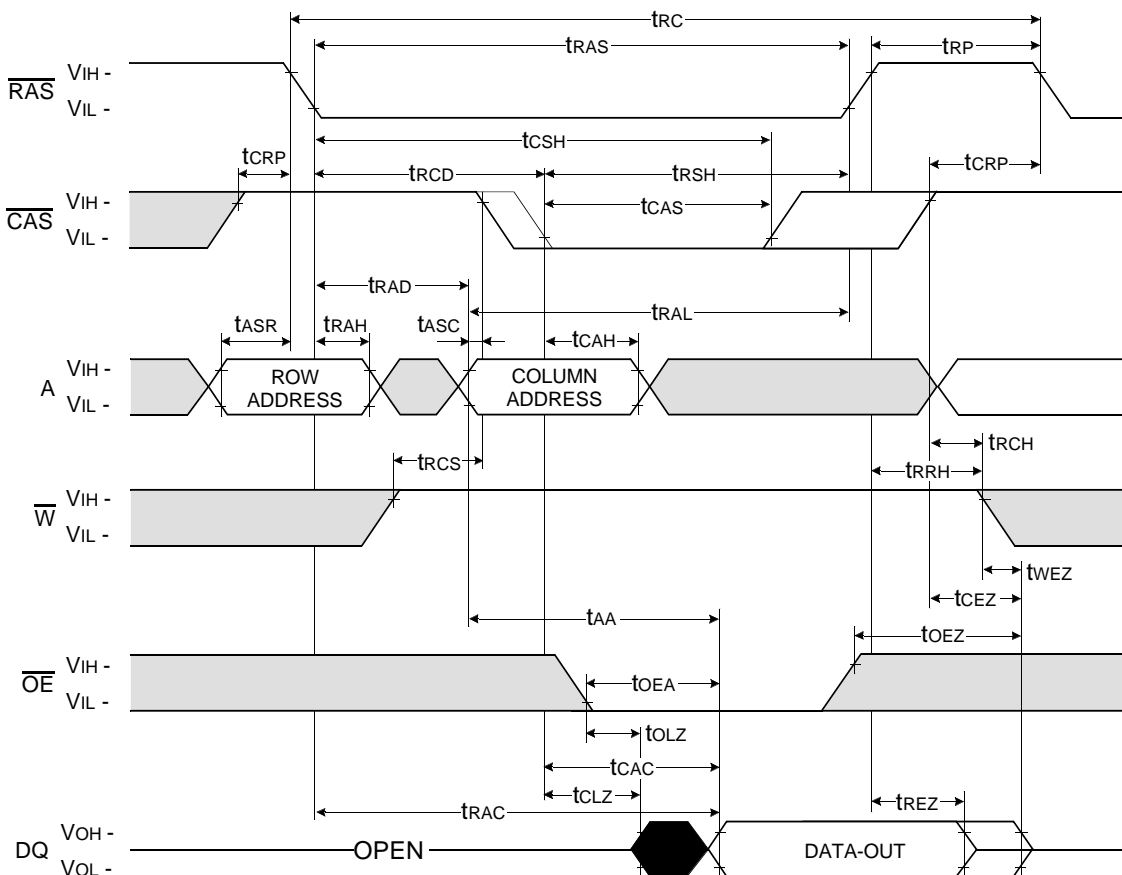 tRC
tRAS
tRP
RAS
VIH -
VIL -
tCSH
tCRP
tRCD
tRSH
tCRP
CAS
VIH -
VIL -
tCAS
tRAD
tRAL
tASR
tRAH
tASC
tCAH
A
VIH -
VIL -
ROW
ADDRESS
COLUMN
ADDRESS
tRCH
tRCS
tRRH
W
VIH -
VIL -
tWEZ
tCEZ
tAA
tOEZ
OE
VIH -
VIL -
tOEA
tOLZ
tCAC
tCLZ
tREZ
tRAC
DQ
VOH -
VOL -
OPEN
DATA-OUT